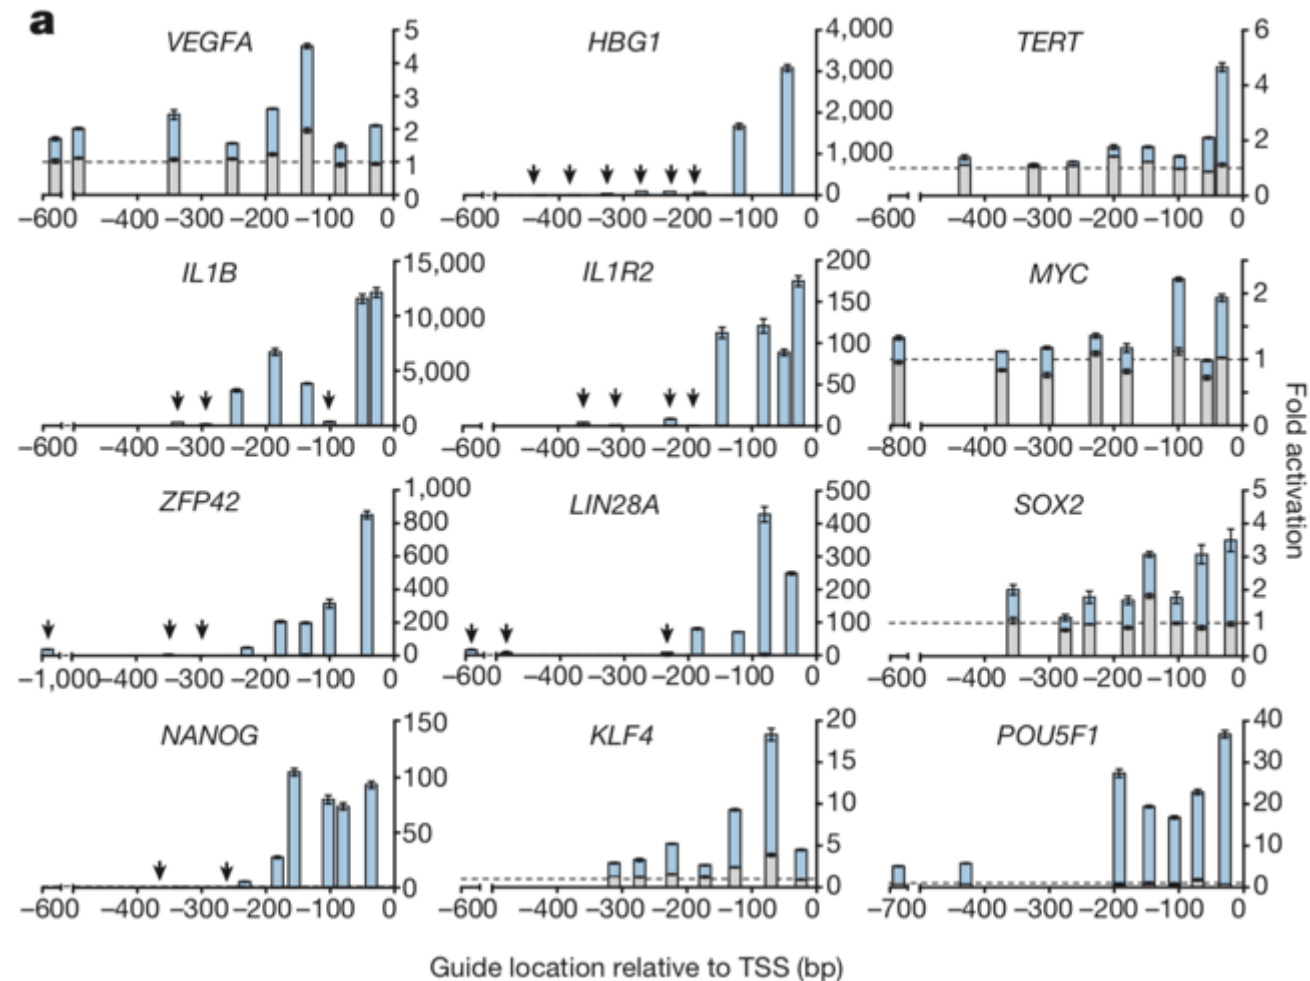 a
VEGFA
5
4
3
2
1
0
−600 −400 −300 −200 −100 0
HBG1
4,000
3,000
2,000
1,000
0
−600 −400 −300 −200 −100 0
TERT
6
4
2
0
−600 −400 −300 −200 −100 0
IL1B
15,000
10,000
5,000
0
−600 −400 −300 −200 −100 0
IL1R2
200
150
100
50
0
−600 −400 −300 −200 −100 0
MYC
2
1
0
−800 −400 −300 −200 −100 0
ZFP42
1,000
800
600
400
200
0
−1,000 −400 −300 −200 −100 0
LIN28A
500
400
300
200
100
0
−600 −400 −300 −200 −100 0
SOX2
5
4
3
2
1
0
−600 −400 −300 −200 −100 0
NANOG
150
100
50
0
−600 −400 −300 −200 −100 0
KLF4
20
15
10
5
0
−600 −400 −300 −200 −100 0
POU5F1
40
30
20
10
0
−700 −400 −300 −200 −100 0
Fold activation
Guide location relative to TSS (bp)